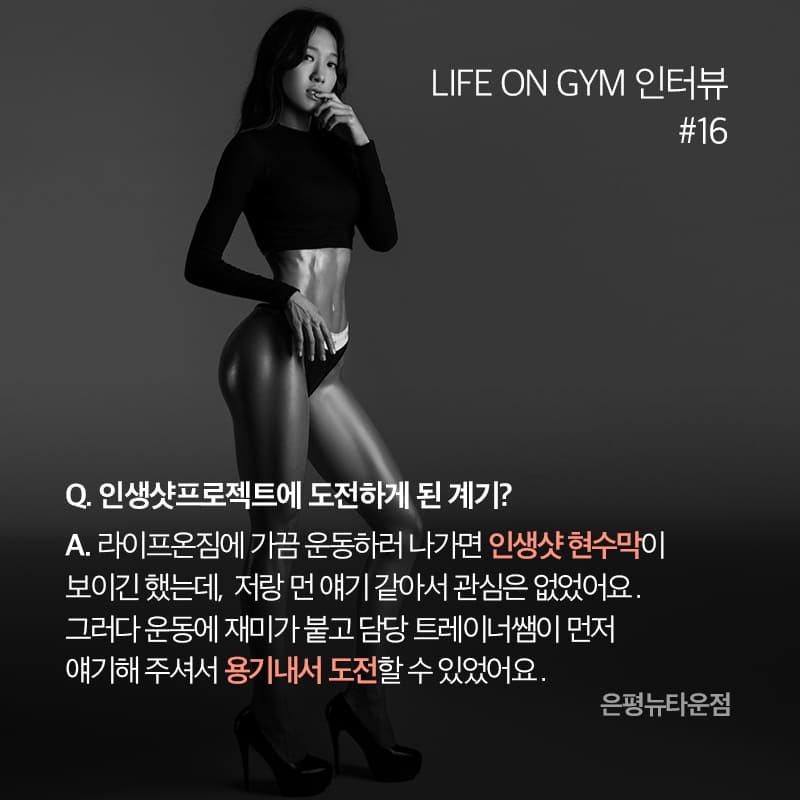 LIFE ON GYM 인터뷰
#16
Q. 인생샷프로젝트에 도전하게 된 계기?
A. 라이프온짐에 가끔 운동하러 나가면 인생샷 현수막이
보이긴 했는데, 저랑 먼 얘기 같아서 관심은 없었어요.
그러다 운동에 재미가 붙고 담당 트레이너쌤이 먼저
얘기해 주셔서 용기내서 도전할 수 있었어요.
은평뉴타운점